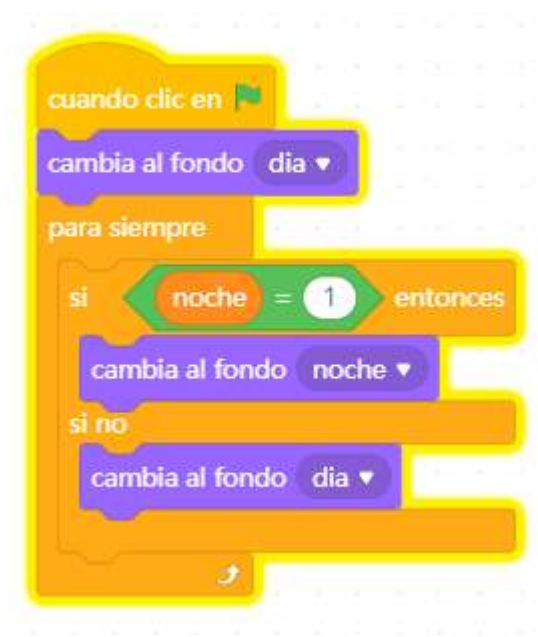 cuando clic en
cambia al fondo dia
para siempre
si noche = 1 entonces
cambia al fondo noche
si no
cambia al fondo dia